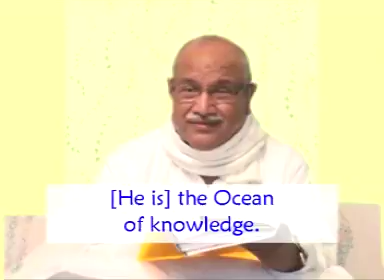 [He is] the Ocean
of knowledge.